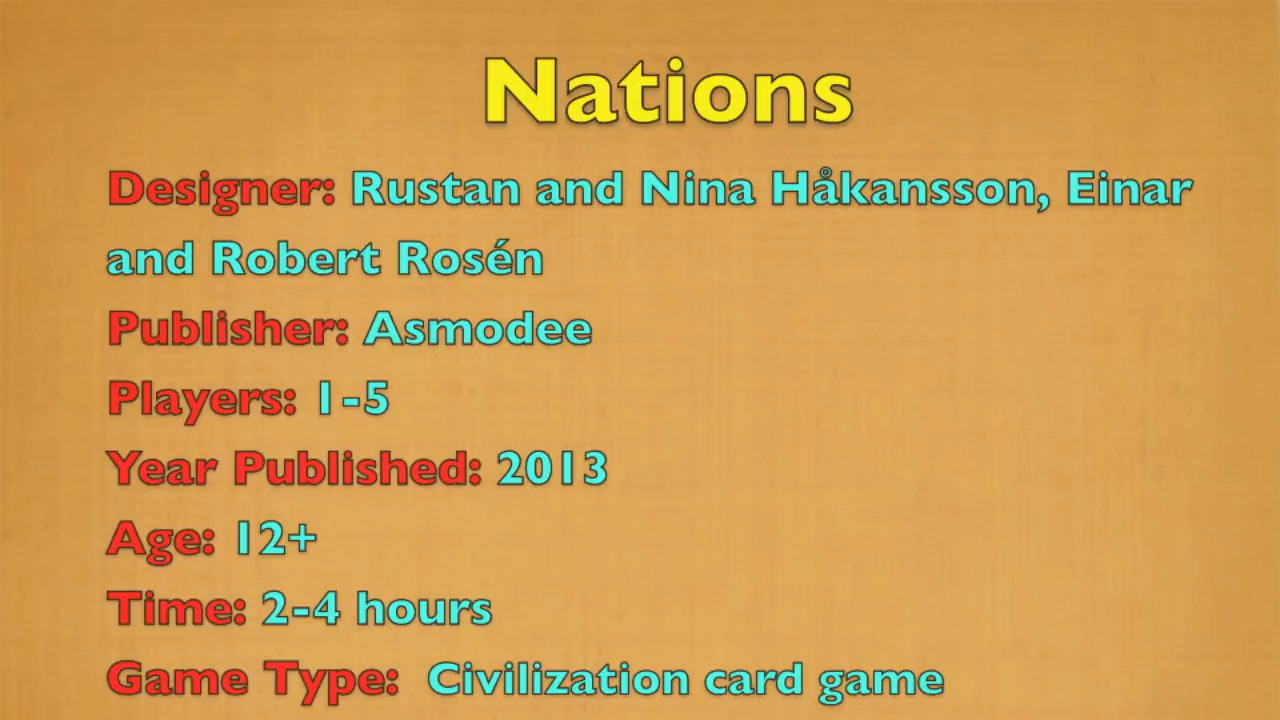 Nations
Designer: Rustan and Nina Håkansson, Einar
and Robert Rosén
Publisher: Asmodee
Players: 1-5
Year Published: 2013
Age: 12+
Time: 2-4 hours
Game Type:  Civilization card game